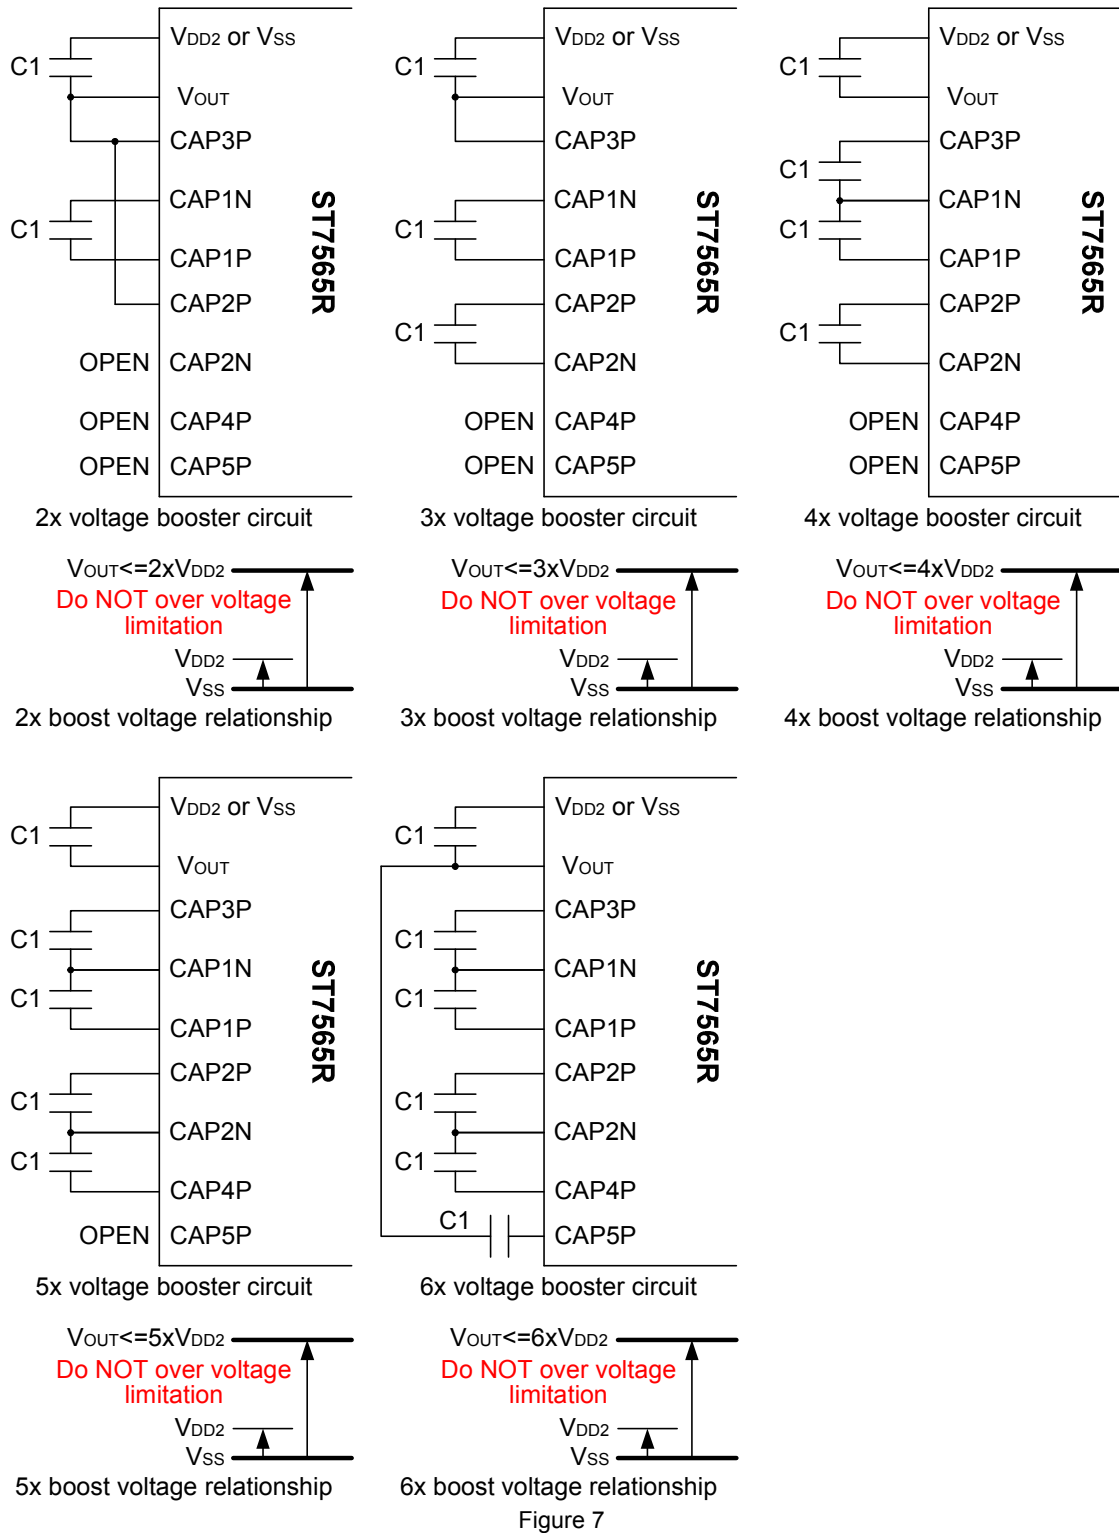 VDD2 or VSS
C1
VOUT
CAP3P
CAP1N
C1
CAP1P
CAP2P
OPEN CAP2N
OPEN CAP4P
OPEN CAP5P
ST7565R
2x voltage booster circuit
VOUT<=2xVDD2
Do NOT over voltage
limitation
VDD2
VSS
2x boost voltage relationship
VDD2 or VSS
C1
VOUT
CAP3P
CAP1N
C1
CAP1P
CAP2P
C1
CAP2N
OPEN CAP4P
OPEN CAP5P
ST7565R
3x voltage booster circuit
VOUT<=3xVDD2
Do NOT over voltage
limitation
VDD2
VSS
3x boost voltage relationship
VDD2 or VSS
C1
VOUT
CAP3P
C1
CAP1N
C1
CAP1P
CAP2P
C1
CAP2N
OPEN CAP4P
OPEN CAP5P
ST7565R
4x voltage booster circuit
VOUT<=4xVDD2
Do NOT over voltage
limitation
VDD2
VSS
4x boost voltage relationship
VDD2 or VSS
C1
VOUT
CAP3P
C1
CAP1N
C1
CAP1P
CAP2P
C1
CAP2N
C1
CAP4P
OPEN CAP5P
ST7565R
5x voltage booster circuit
VOUT<=5xVDD2
Do NOT over voltage
limitation
VDD2
VSS
5x boost voltage relationship
VDD2 or VSS
C1
VOUT
CAP3P
C1
CAP1N
C1
CAP1P
CAP2P
C1
CAP2N
C1
CAP4P
C1
CAP5P
ST7565R
6x voltage booster circuit
VOUT<=6xVDD2
Do NOT over voltage
limitation
VDD2
VSS
6x boost voltage relationship
Figure 7